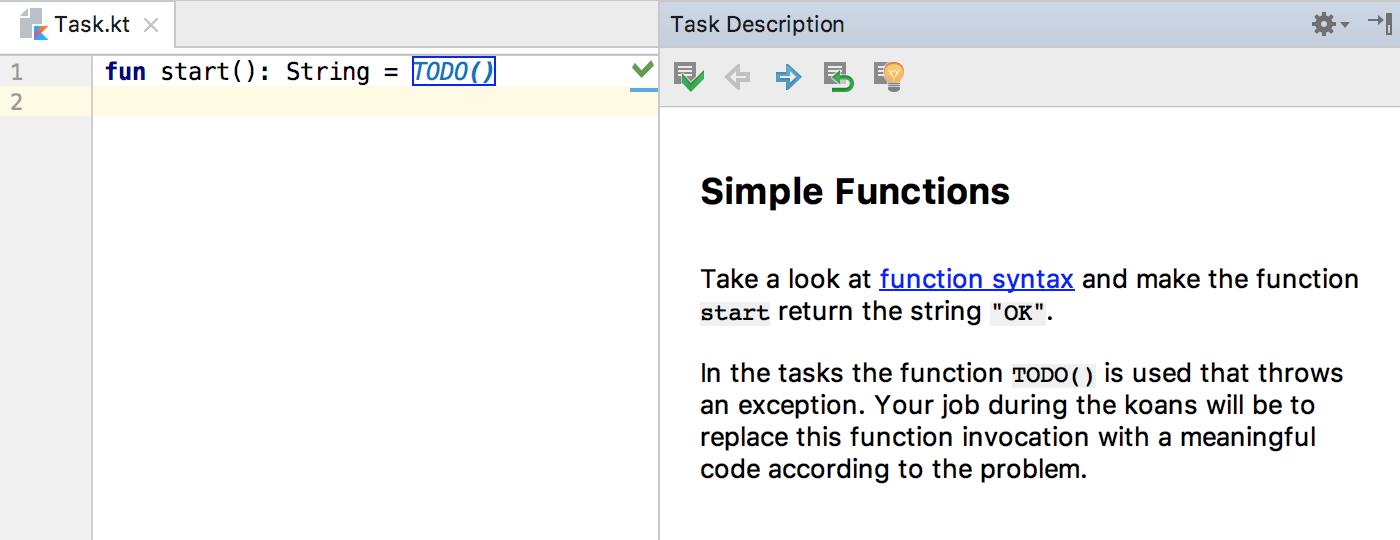 Task.kt
1 fun start(): String = TODO()
2
Task Description
Simple Functions
Take a look at function syntax and make the function
start return the string "OK".
In the tasks the function TODO() is used that throws
an exception. Your job during the koans will be to
replace this function invocation with a meaningful
code according to the problem.